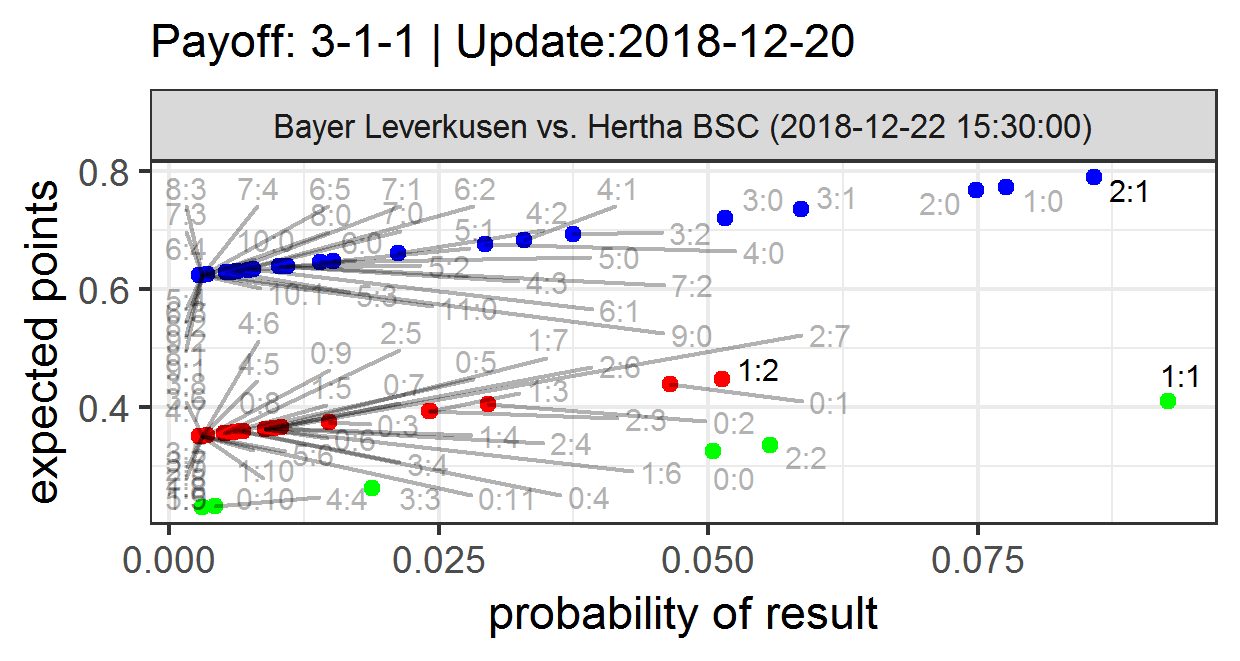 Payoff: 3-1-1 | Update:2018-12-20
Bayer Leverkusen vs. Hertha BSC (2018-12-22 15:30:00)
expected points
0.8
0.6
0.4
8:3 7:4 6:5 7:1 6:2 4:1 3:0 3:1 2:0 1:0 2:1
7:3 8:0 7:0 4:2
6:4 10:0 6:0 5:1 3:2 4:0
5:2 5:0
10:1 5:3 11:0 4:3 7:2
6:1
4:6 2:5 1:7 9:0 2:7
4:5 0:9 0:5 2:6 1:2 1:1
0:8 1:5 0:7 1:3 0:1
0:3 2:3 0:2
5:6 0:6 1:4 2:4 2:2
1:10 3:4 1:6 0:0
0:10 4:4 3:3 0:11 0:4
0.000 0.025 0.050 0.075
probability of result